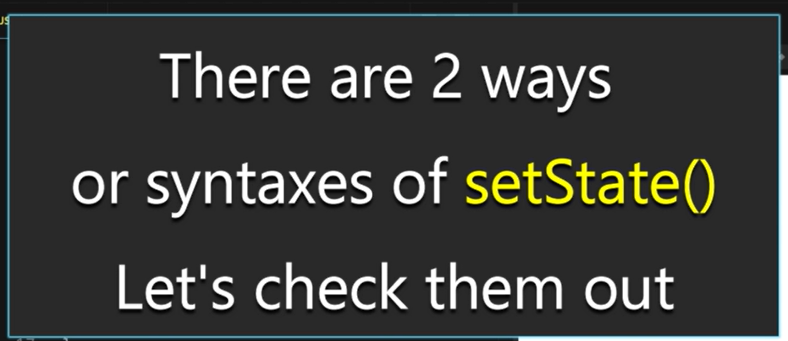 There are 2 ways
or syntaxes of setState()
Let's check them out